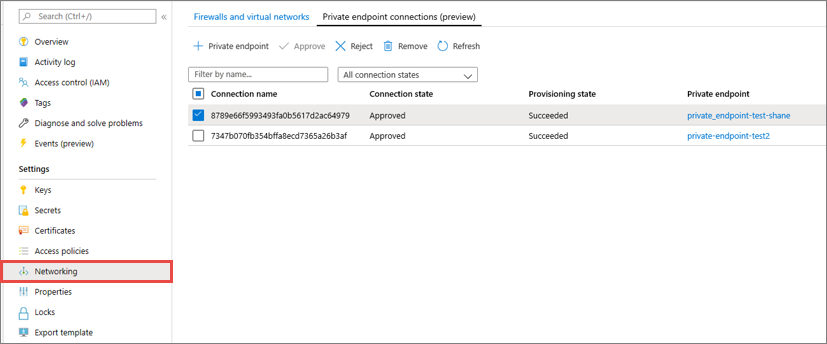 Search (Ctrl+/)
«
Overview
Activity log
Access control (IAM)
Tags
Diagnose and solve problems
Events (preview)
Settings
Keys
Secrets
Certificates
Access policies
Networking
Properties
Locks
Export template
Firewalls and virtual networks Private endpoint connections (preview)
Private endpoint Approve Reject Remove Refresh
Filter by name... All connection states
Connection name Connection state Provisioning state Private endpoint
8789e66f5993493fa0b5617d2ac64979 Approved Succeeded private_endpoint-test-shane
7347b070fb354bffa8ecd7365a26b3af Approved Succeeded private-endpoint-test2